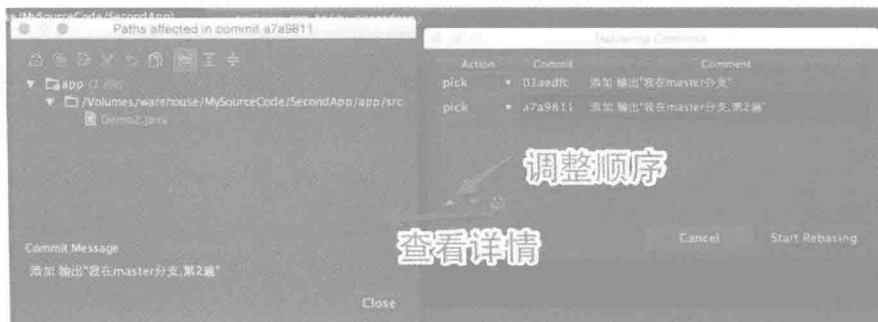 /MySourceCode/SecondApp)
Paths affected in commit a7a9811
app
/Volumes/warehouse/MySourceCode/SecondApp/app/src
Demo2.java
Commit Message
添加 输出"我在master分支,第2遍"
Close
Rebasing Commits
Action Commit Comment
pick 03aedfc 添加 输出"我在master分支"
pick a7a9811 添加 输出"我在master分支,第2遍"
调整顺序
查看详情
Cancel Start Rebasing